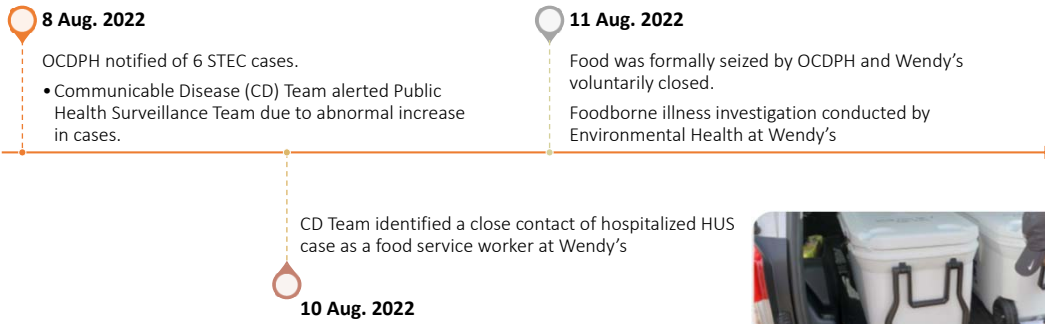 8 Aug. 2022
OCDPH notified of 6 STEC cases.
• Communicable Disease (CD) Team alerted Public
Health Surveillance Team due to abnormal increase
in cases.
CD Team identified a close contact of hospitalized HUS
case as a food service worker at Wendy's
10 Aug. 2022
11 Aug. 2022
Food was formally seized by OCDPH and Wendy's
voluntarily closed.
Foodborne illness investigation conducted by
Environmental Health at Wendy's